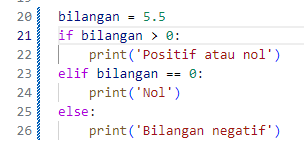 20 bilangan = 5.5
21 if bilangan > 0:
22     print('Positif atau nol')
23 elif bilangan == 0:
24     print('Nol')
25 else:
26     print('Bilangan negatif')